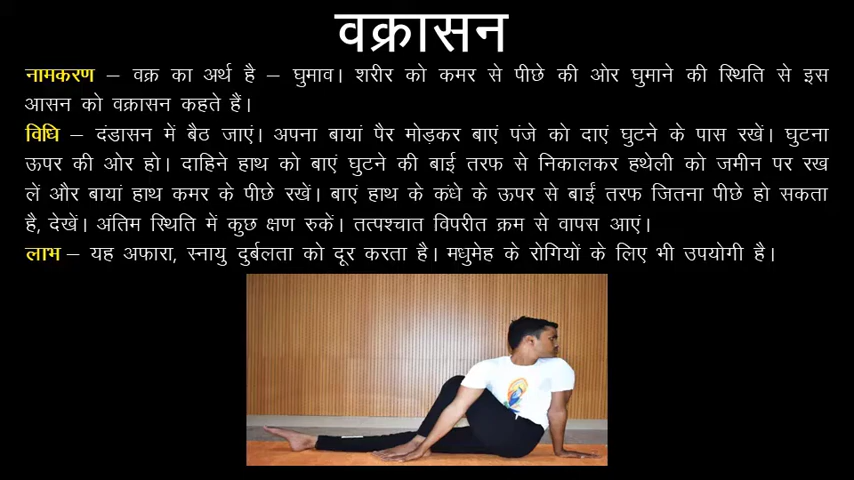 वक्रासन
नामकरण – वक्र का अर्थ है – घुमाव। शरीर को कमर से पीछे की ओर घुमाने की स्थिति से इस
आसन को वक्रासन कहते हैं।
विधि – दंडासन में बैठ जाएं। अपना बायां पैर मोड़कर बाएं पंजे को दाएं घुटने के पास रखें। घुटना
ऊपर की ओर हो। दाहिने हाथ को बाएं घुटने की बाईं तरफ से निकालकर हथेली को जमीन पर रख
लें और बायां हाथ कमर के पीछे रखें। बाएं हाथ के कंधे के ऊपर से बाईं तरफ जितना पीछे हो सकता
है, देखें। अंतिम स्थिति में कुछ क्षण रुकें। तत्पश्चात विपरीत क्रम से वापस आएं।
लाभ – यह अफारा, स्नायु दुर्बलता को दूर करता है। मधुमेह के रोगियों के लिए भी उपयोगी है।